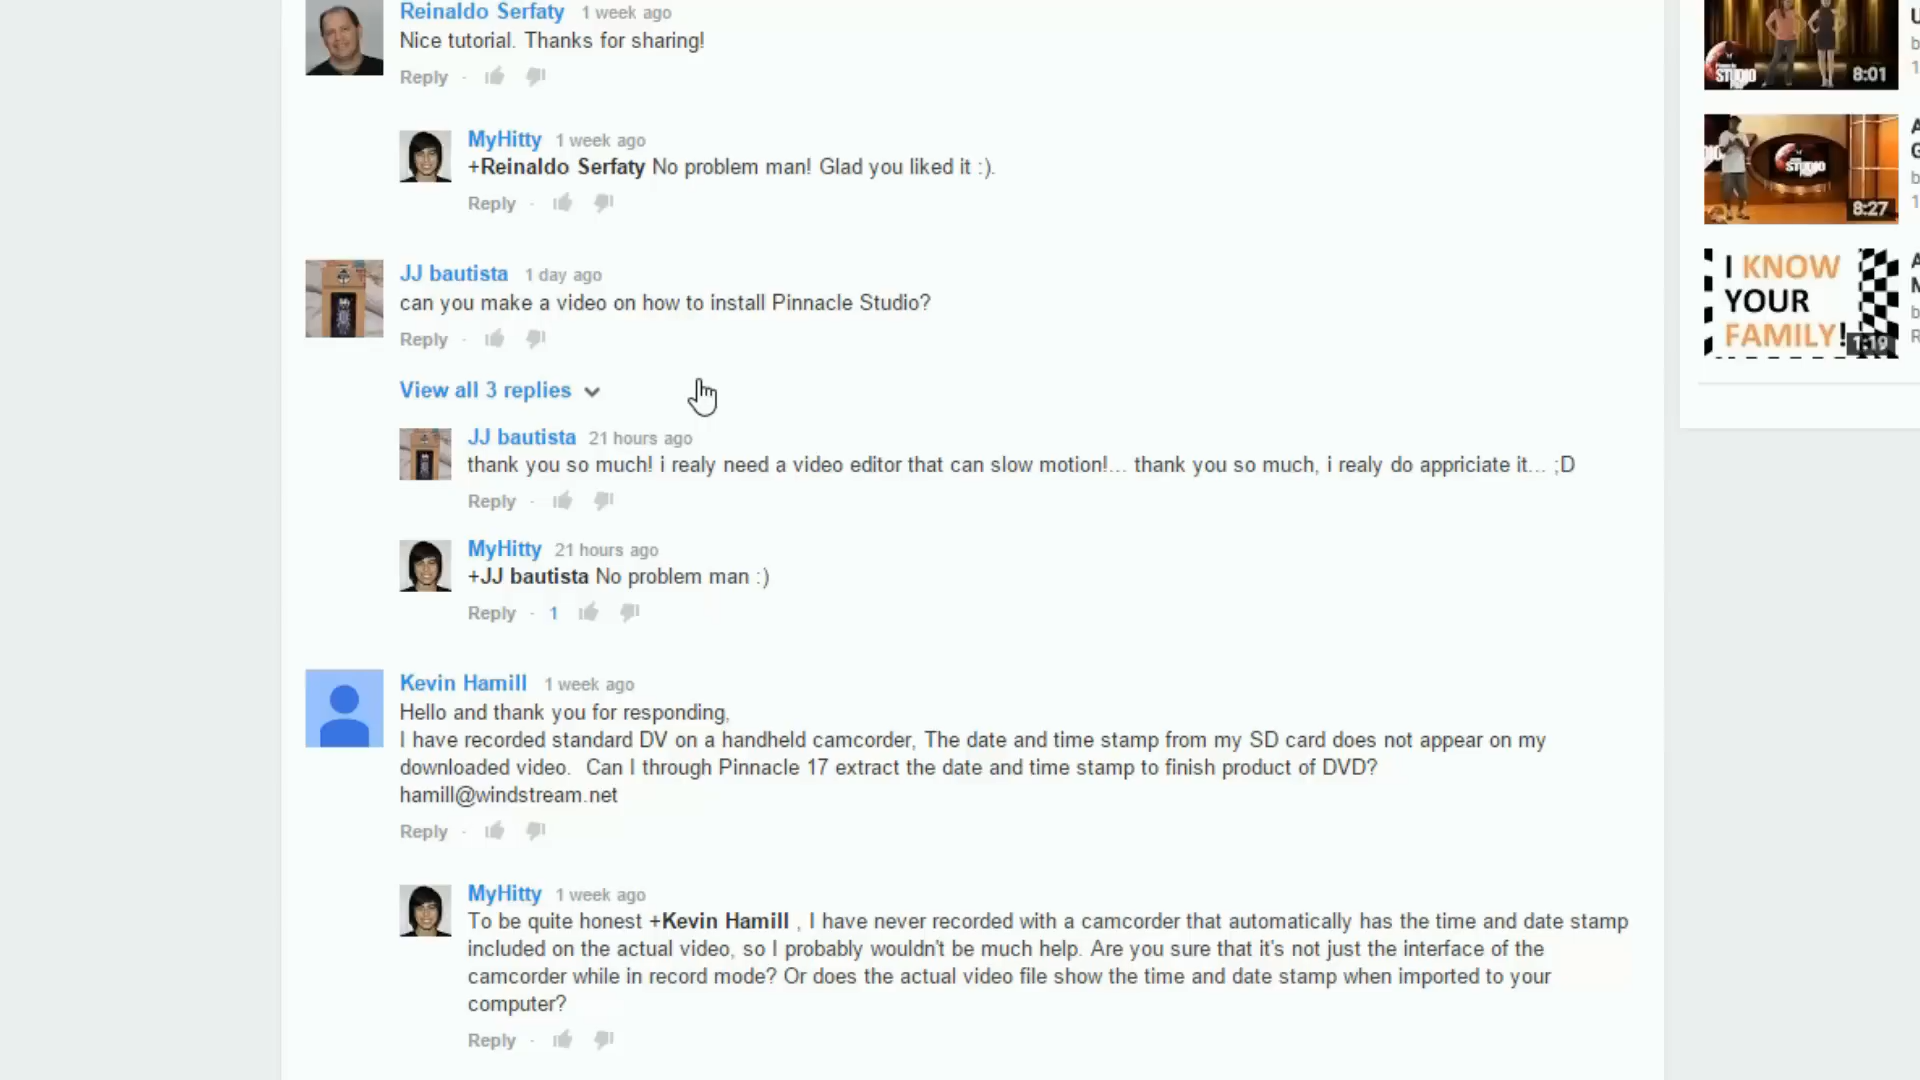 Reinaldo Serfaty 1 week ago
Nice tutorial. Thanks for sharing!
Reply
MyHitty 1 week ago
+Reinaldo Serfaty No problem man! Glad you liked it :).
Reply
JJ bautista 1 day ago
can you make a video on how to install Pinnacle Studio?
Reply
View all 3 replies
JJ bautista 21 hours ago
thank you so much! i realy need a video editor that can slow motion!... thank you so much, i realy do appriciate it... ;D
Reply
MyHitty 21 hours ago
+JJ bautista No problem man :)
Reply · 1
Kevin Hamill 1 week ago
Hello and thank you for responding,
I have recorded standard DV on a handheld camcorder, The date and time stamp from my SD card does not appear on my
downloaded video. Can I through Pinnacle 17 extract the date and time stamp to finish product of DVD?
hamill@windstream.net
Reply
MyHitty 1 week ago
To be quite honest +Kevin Hamill , I have never recorded with a camcorder that automatically has the time and date stamp
included on the actual video, so I probably wouldn't be much help. Are you sure that it's not just the interface of the
camcorder while in record mode? Or does the actual video file show the time and date stamp when imported to your
computer?
Reply
STUDIO
8:01
STUDIO
8:27
I KNOW
YOUR
FAMILY!
1:19